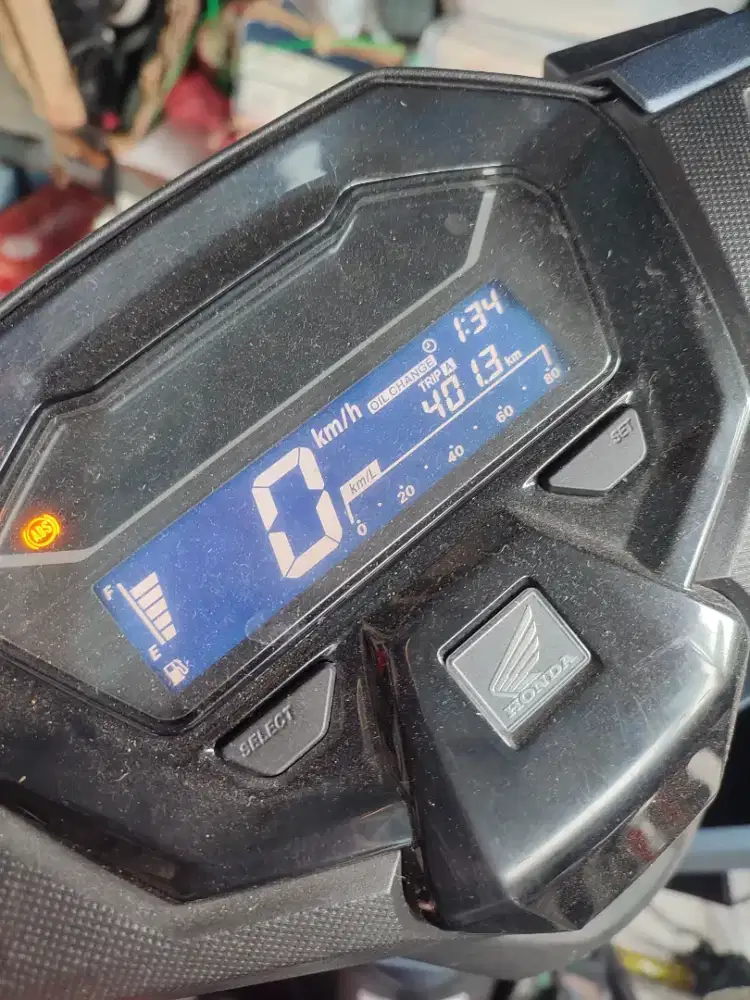 1:34
OIL CHANGE
TRIP A
401.3 km
0 km/h
km/L
0 20 40 60 80
F
E
ABS
SET
SELECT
HONDA